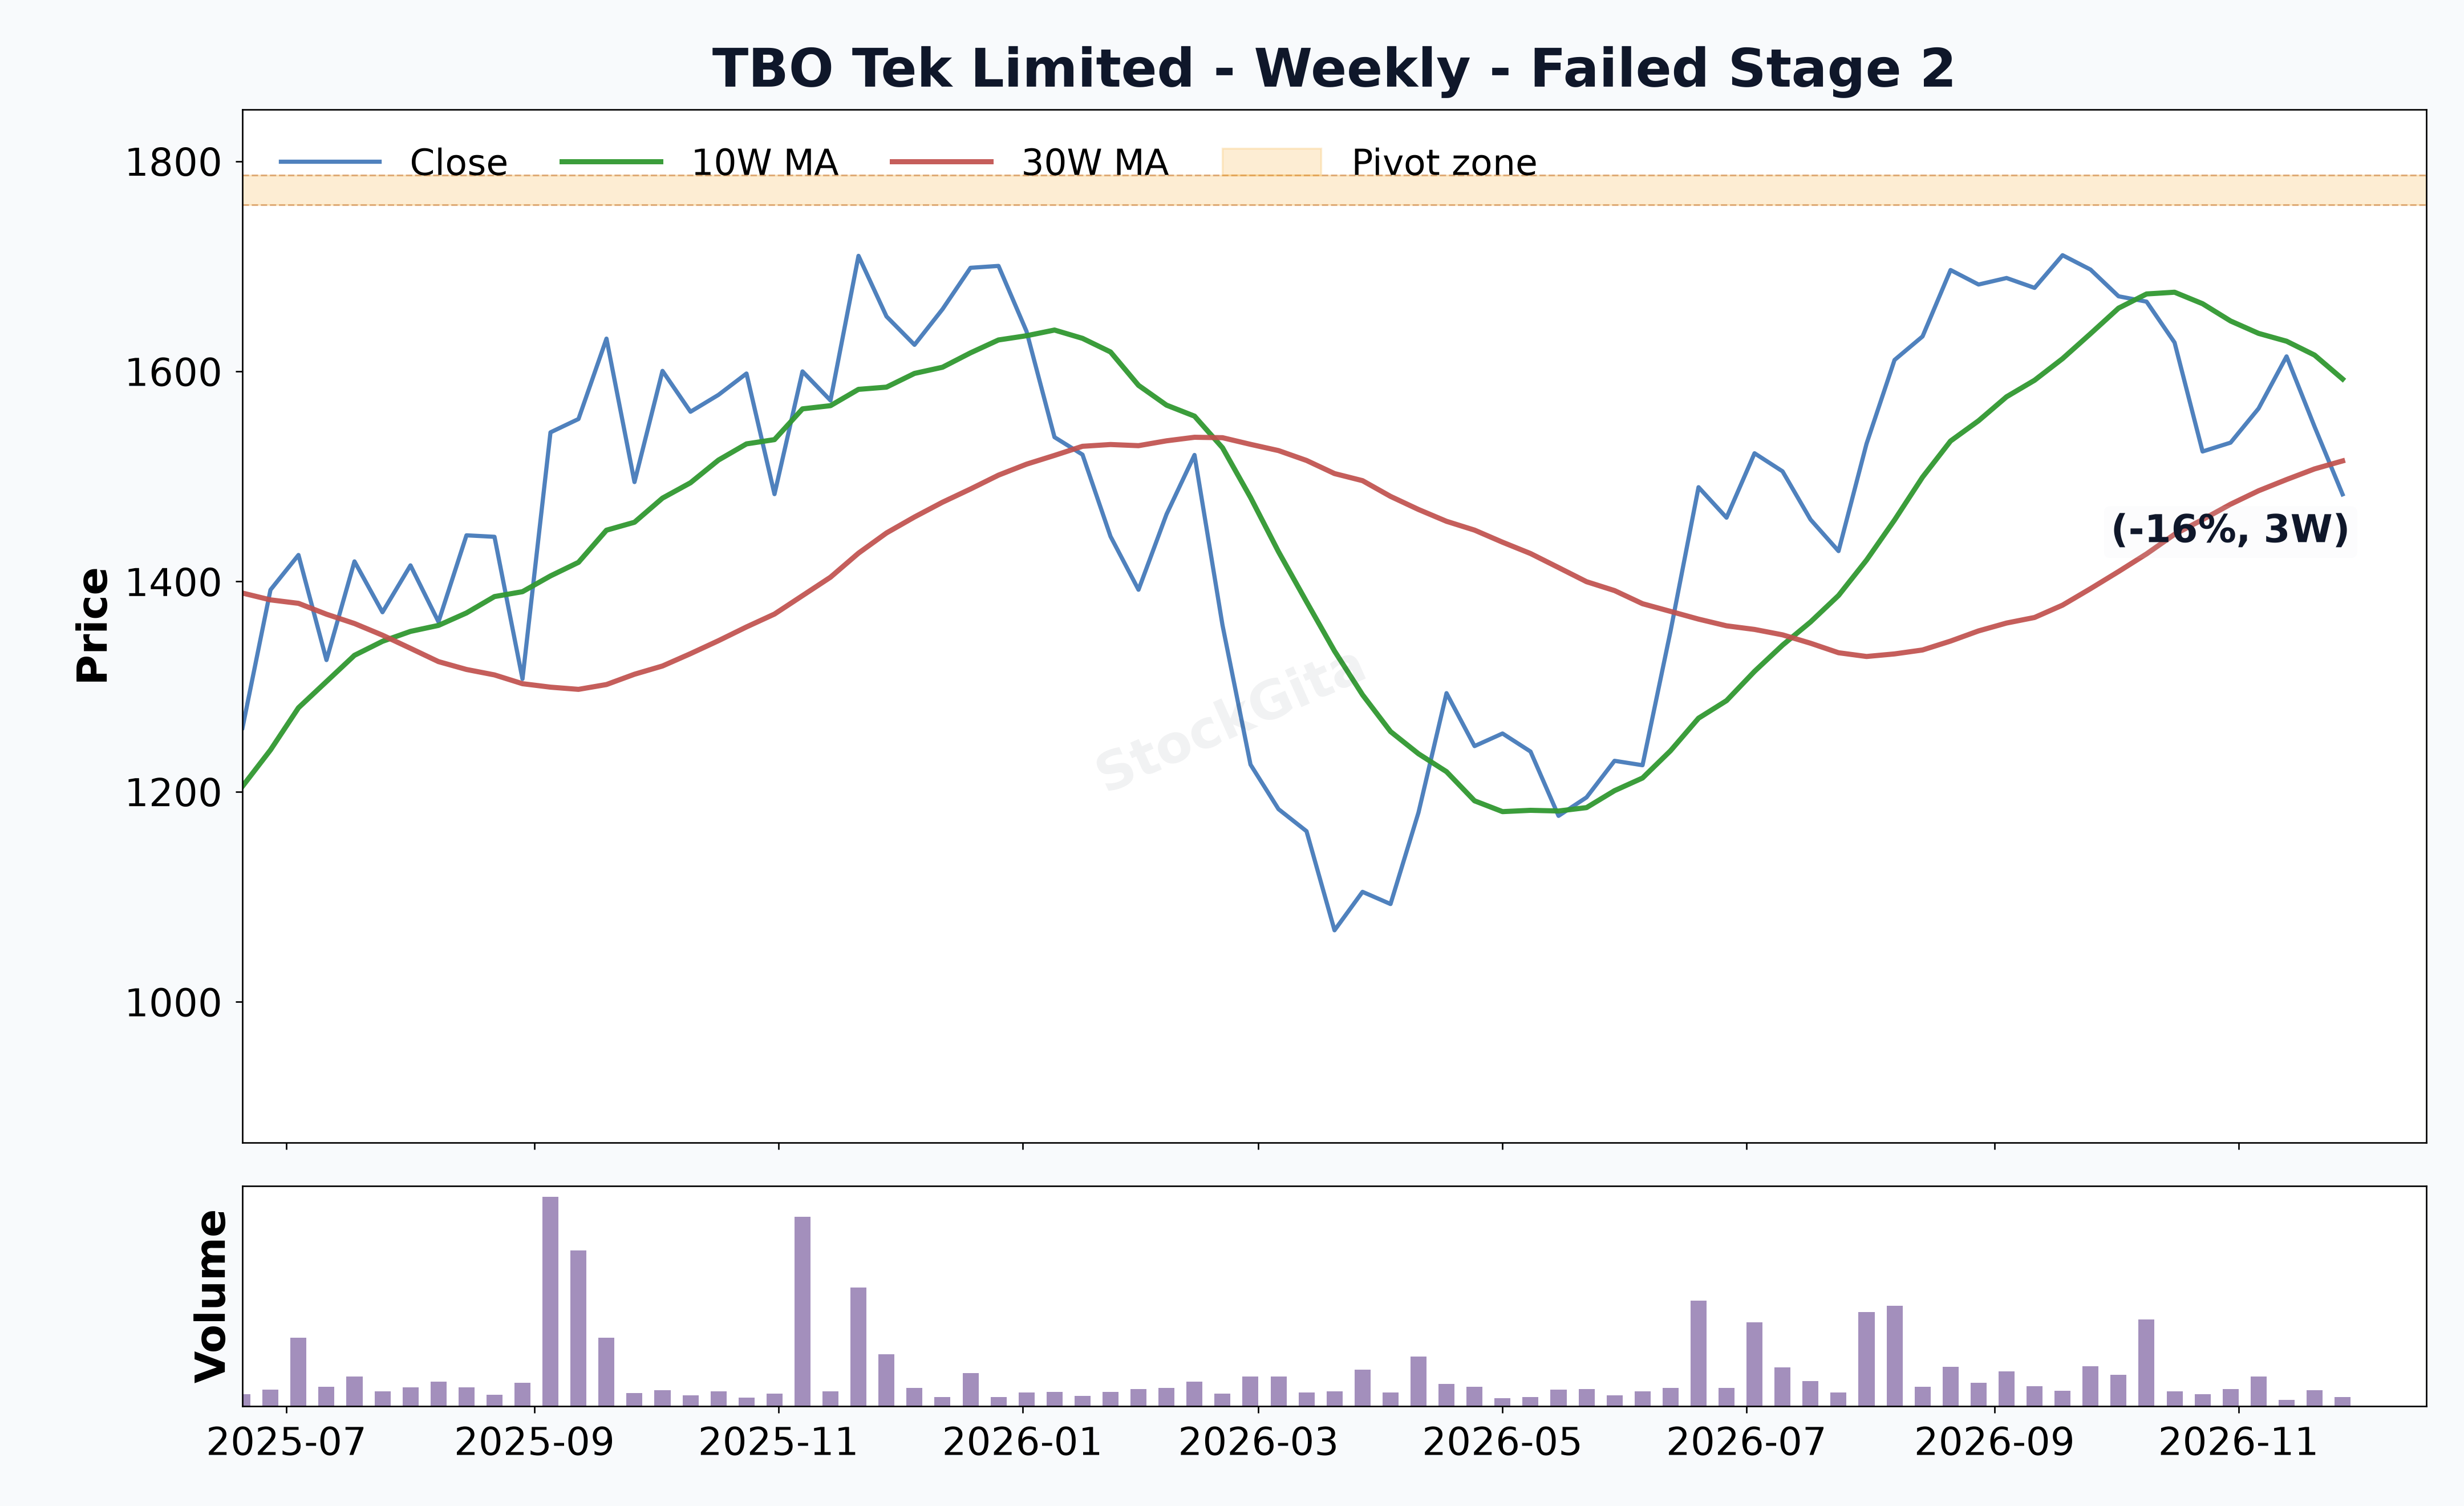 TBO Tek Limited - Weekly - Failed Stage 2
Close 10W MA 30W MA Pivot zone
1800
1600
1400
1200
1000
Price
(-16%, 3W)
StockGita
Volume
2025-07 2025-09 2025-11 2026-01 2026-03 2026-05 2026-07 2026-09 2026-11